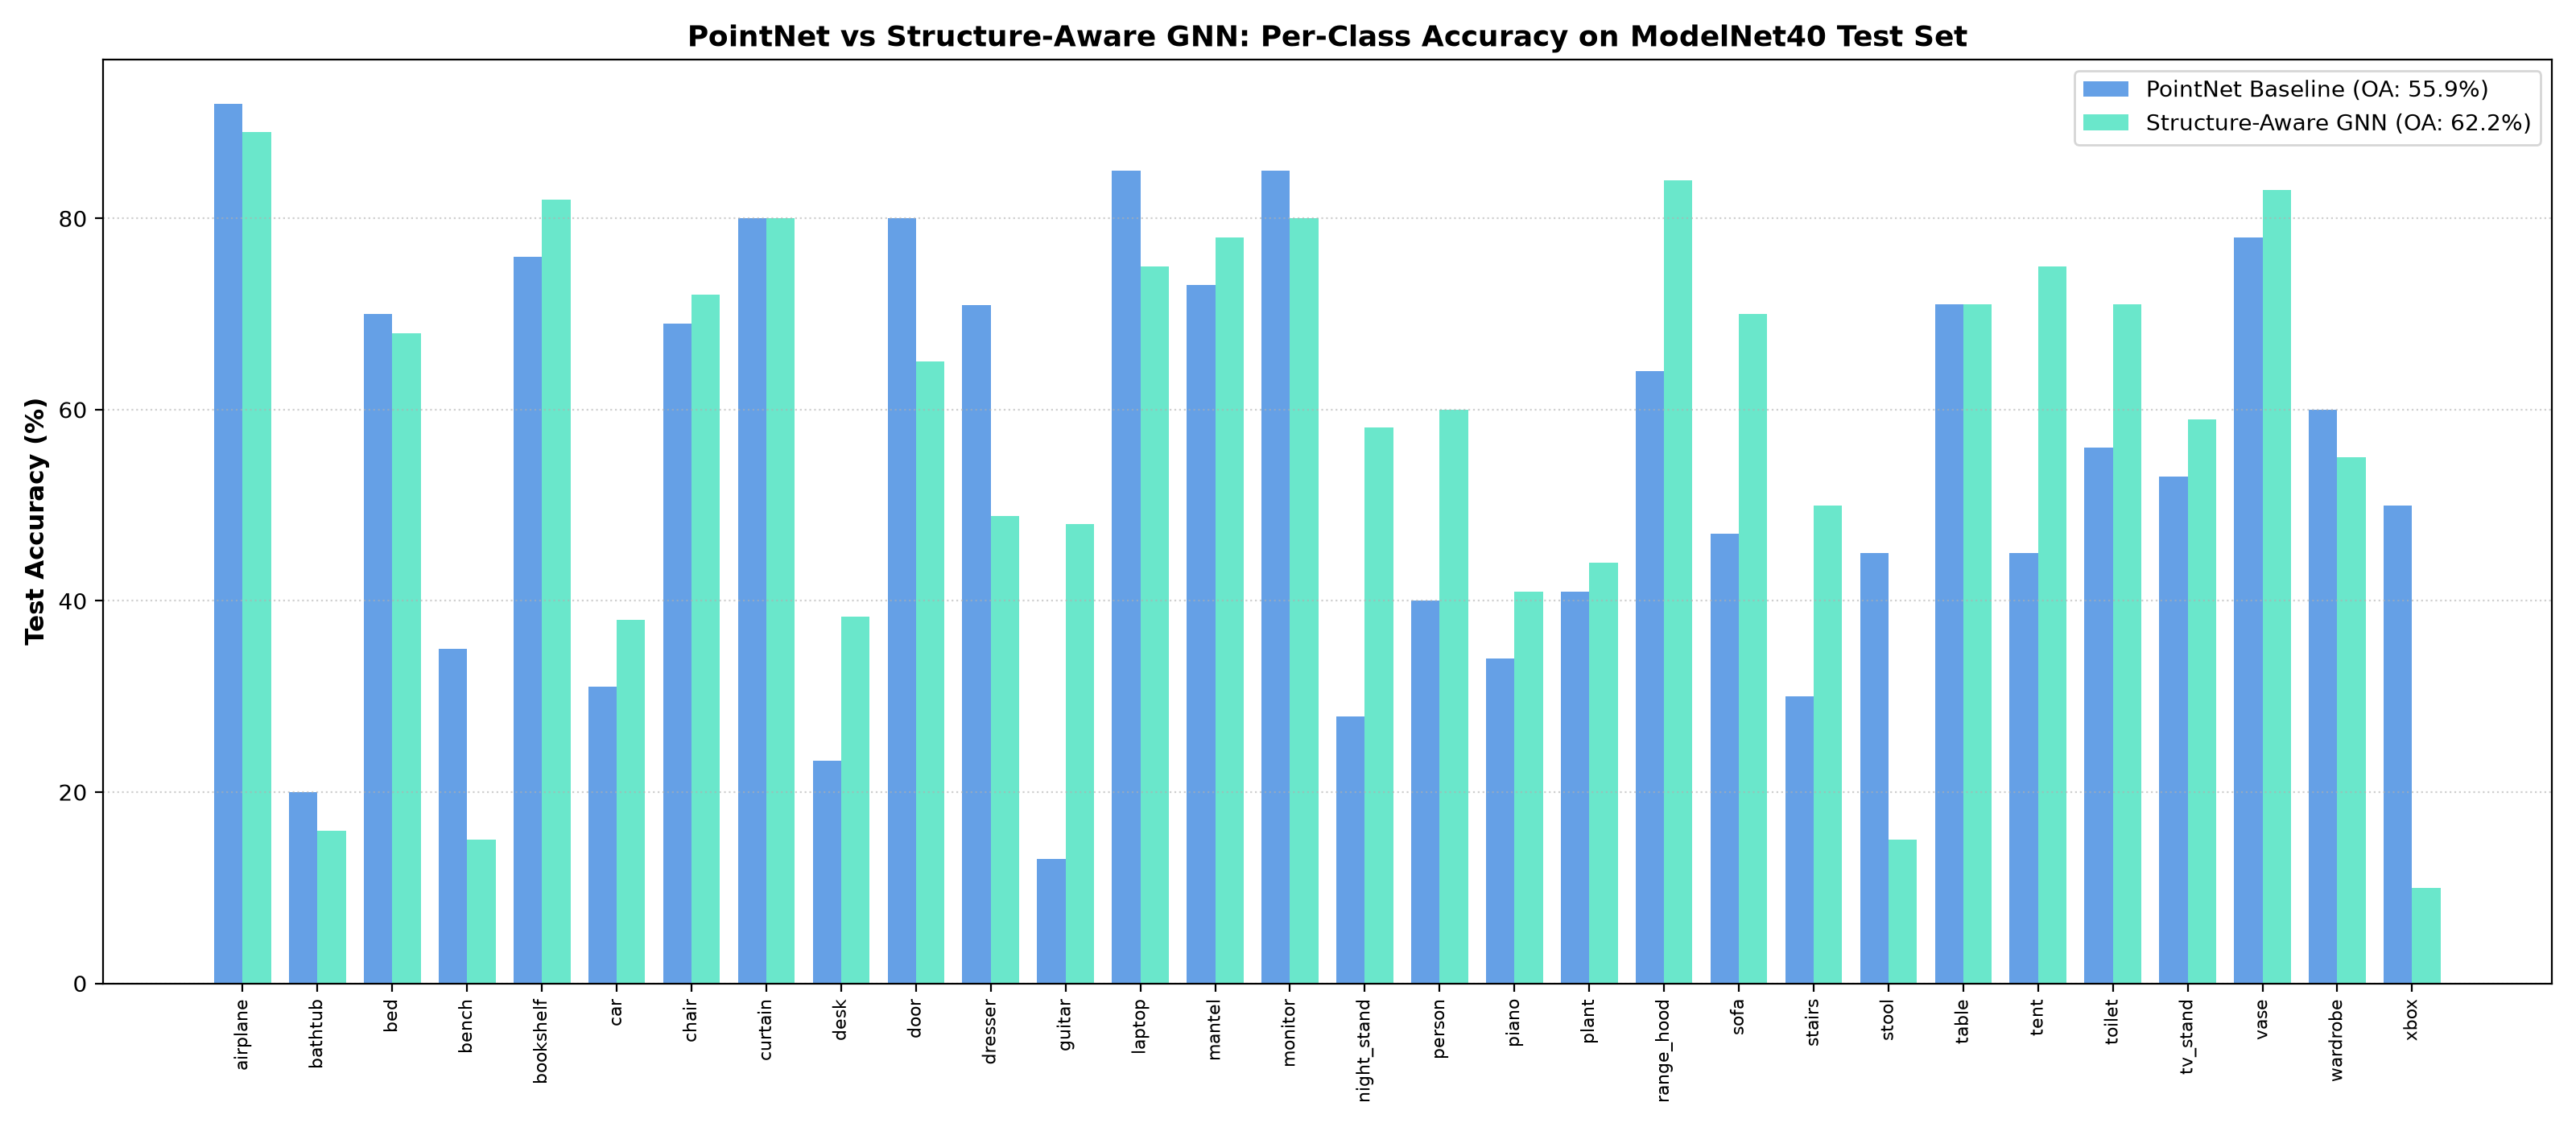 PointNet vs Structure-Aware GNN: Per-Class Accuracy on ModelNet40 Test Set
PointNet Baseline (OA: 55.9%)
Structure-Aware GNN (OA: 62.2%)
Test Accuracy (%)
80
60
40
20
0
airplane
bathtub
bed
bench
bookshelf
car
chair
curtain
desk
door
dresser
guitar
laptop
mantel
monitor
night_stand
person
piano
plant
range_hood
sofa
stairs
stool
table
tent
toilet
tv_stand
vase
wardrobe
xbox